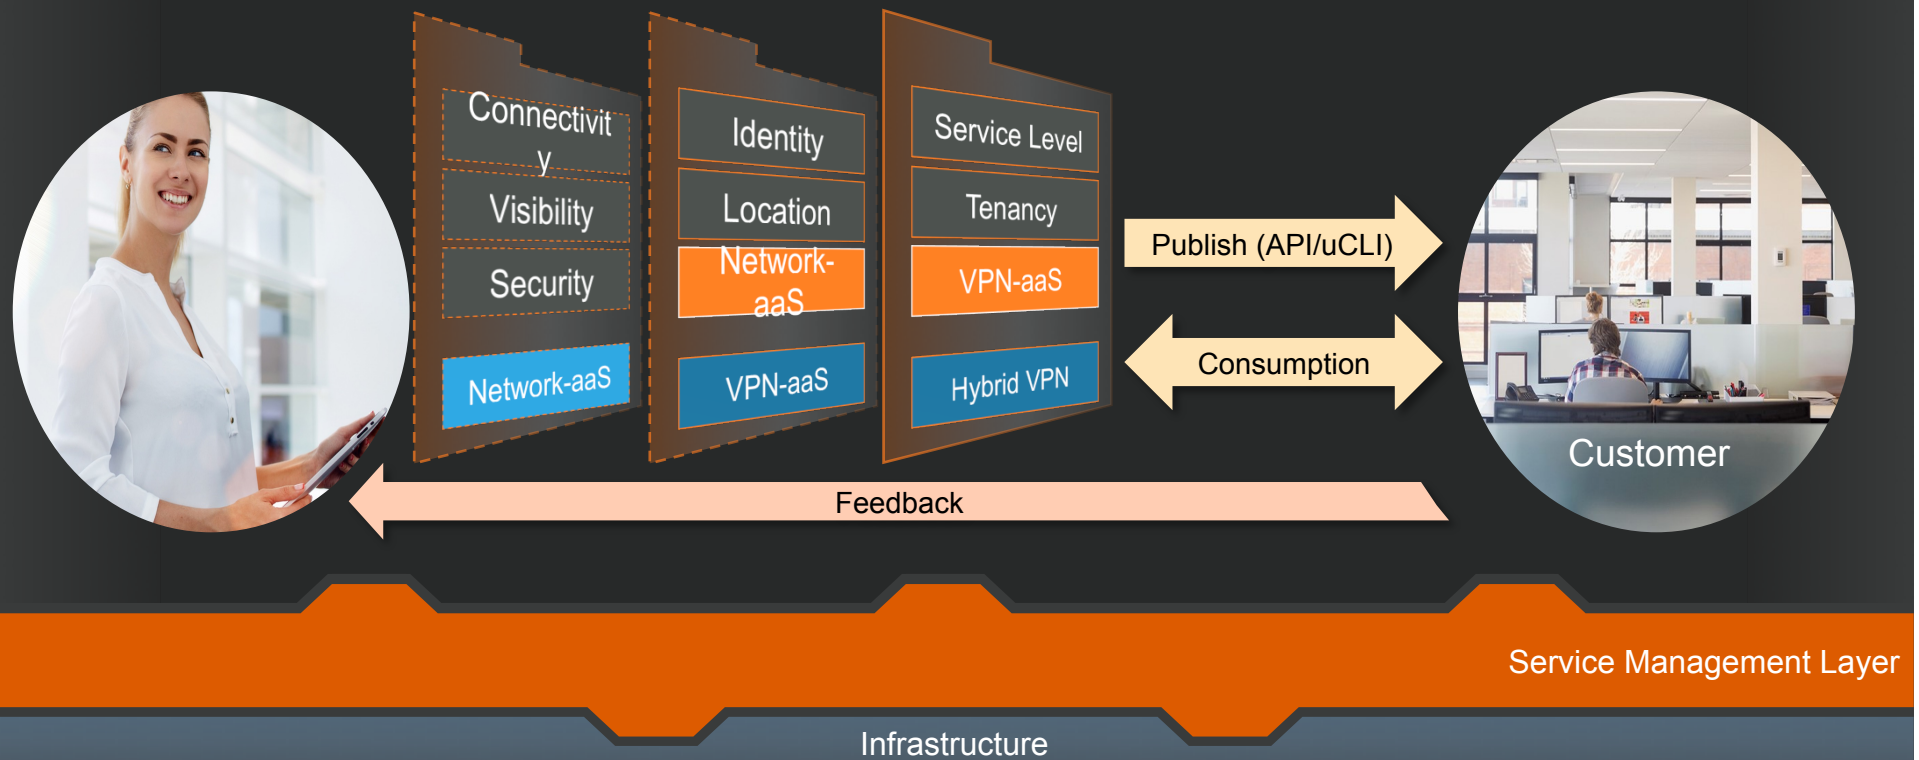 Connectivit
y
Visibility
Security
Network-aaS
Identity
Location
Network-
aaS
VPN-aaS
Service Level
Tenancy
VPN-aaS
Hybrid VPN
Publish (API/uCLI)
Consumption
Customer
Feedback
Service Management Layer
Infrastructure